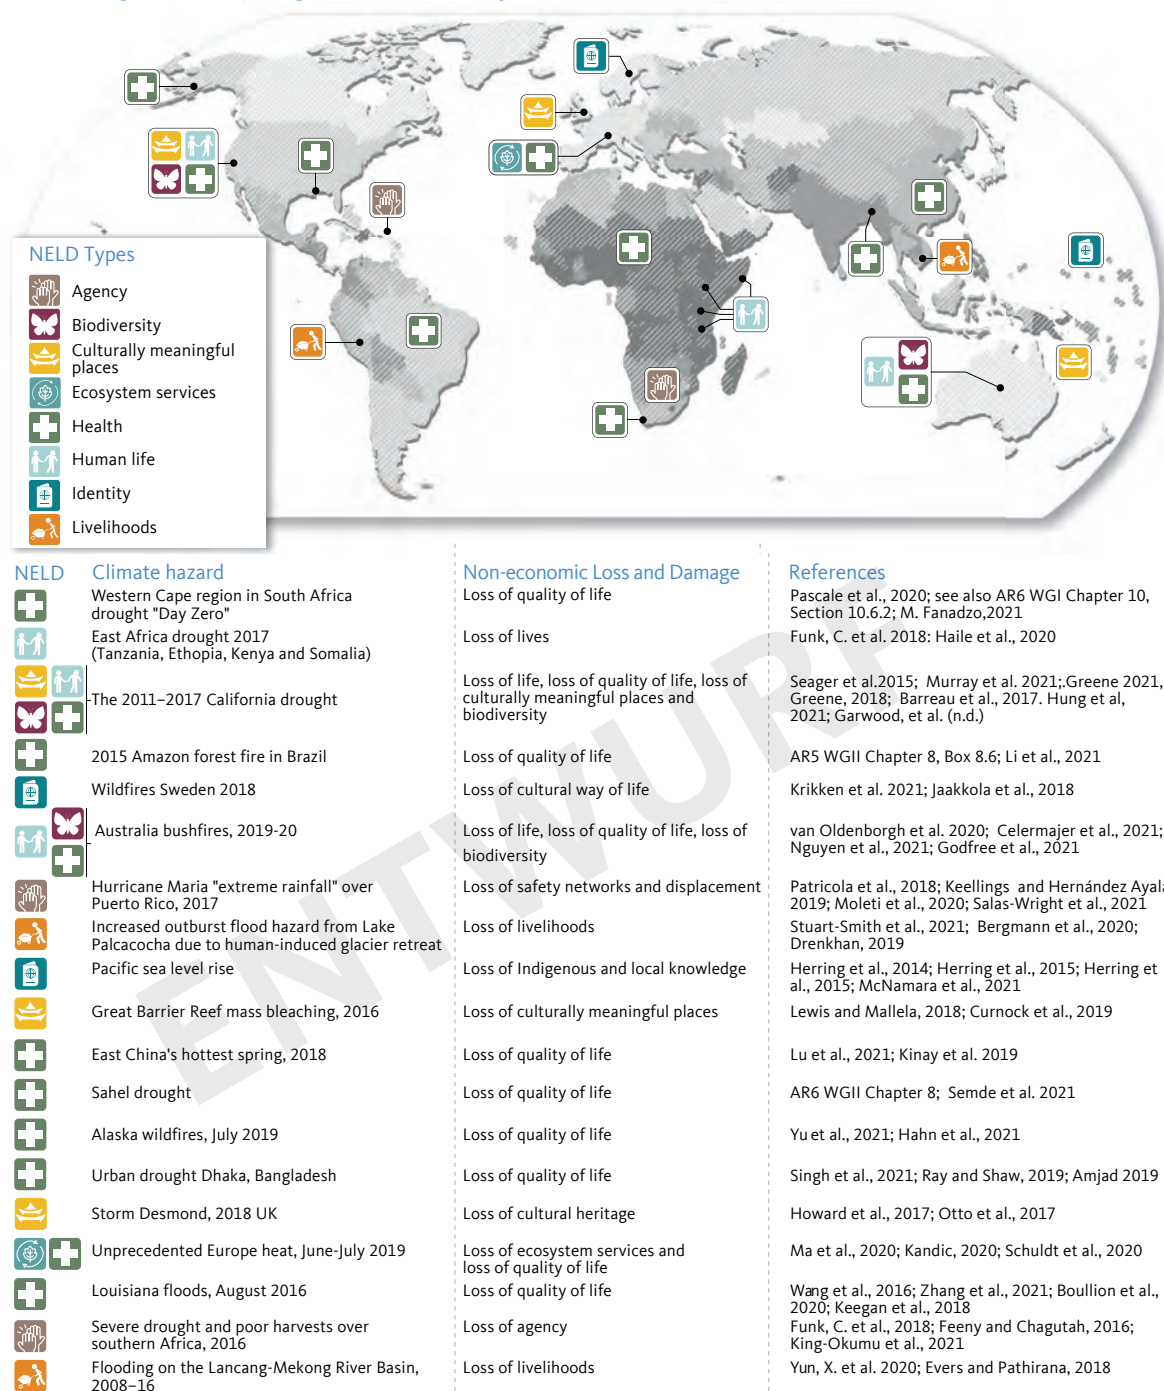 NELD Types
Agency
Biodiversity
Culturally meaningful
places
Ecosystem services
Health
Human life
Identity
Livelihoods
NELD Climate hazard Non-economic Loss and Damage References
Western Cape region in South Africa
drought "Day Zero"
Loss of quality of life
Pascale et al., 2020; see also AR6 WGI Chapter 10,
Section 10.6.2; M. Fanadzo,2021
East Africa drought 2017
(Tanzania, Ethopia, Kenya and Somalia)
Loss of lives
Funk, C. et al. 2018: Haile et al., 2020
The 2011–2017 California drought
Loss of life, loss of quality of life, loss of
culturally meaningful places and
biodiversity
Seager et al.2015; Murray et al. 2021;.Greene 2021,
Greene, 2018; Barreau et al., 2017. Hung et al,
2021; Garwood, et al. (n.d.)
2015 Amazon forest fire in Brazil
Loss of quality of life
AR5 WGII Chapter 8, Box 8.6; Li et al., 2021
Wildfires Sweden 2018
Loss of cultural way of life
Krikken et al. 2021; Jaakkola et al., 2018
Australia bushfires, 2019-20
Loss of life, loss of quality of life, loss of
biodiversity
van Oldenborgh et al. 2020; Celermajer et al., 2021;
Nguyen et al., 2021; Godfree et al., 2021
Hurricane Maria "extreme rainfall" over
Puerto Rico, 2017
Loss of safety networks and displacement
Patricola et al., 2018; Keellings and Hernández Ayala
2019; Moleti et al., 2020; Salas-Wright et al., 2021
Increased outburst flood hazard from Lake
Palcacocha due to human-induced glacier retreat
Loss of livelihoods
Stuart-Smith et al., 2021; Bergmann et al., 2020;
Drenkhan, 2019
Pacific sea level rise
Loss of Indigenous and local knowledge
Herring et al., 2014; Herring et al., 2015; Herring et
al., 2015; McNamara et al., 2021
Great Barrier Reef mass bleaching, 2016
Loss of culturally meaningful places
Lewis and Mallela, 2018; Curnock et al., 2019
East China's hottest spring, 2018
Loss of quality of life
Lu et al., 2021; Kinay et al. 2019
Sahel drought
Loss of quality of life
AR6 WGII Chapter 8; Semde et al. 2021
Alaska wildfires, July 2019
Loss of quality of life
Yu et al., 2021; Hahn et al., 2021
Urban drought Dhaka, Bangladesh
Loss of quality of life
Singh et al., 2021; Ray and Shaw, 2019; Amjad 2019
Storm Desmond, 2018 UK
Loss of cultural heritage
Howard et al., 2017; Otto et al., 2017
Unprecedented Europe heat, June-July 2019
Loss of ecosystem services and
loss of quality of life
Ma et al., 2020; Kandic, 2020; Schuldt et al., 2020
Louisiana floods, August 2016
Loss of quality of life
Wang et al., 2016; Zhang et al., 2021; Boullion et al.,
2020; Keegan et al., 2018
Severe drought and poor harvests over
southern Africa, 2016
Loss of agency
Funk, C. et al., 2018; Feeny and Chagutah, 2016;
King-Okumu et al., 2021
Flooding on the Lancang-Mekong River Basin,
2008–16
Loss of livelihoods
Yun, X. et al. 2020; Evers and Pathirana, 2018
ENTWURF